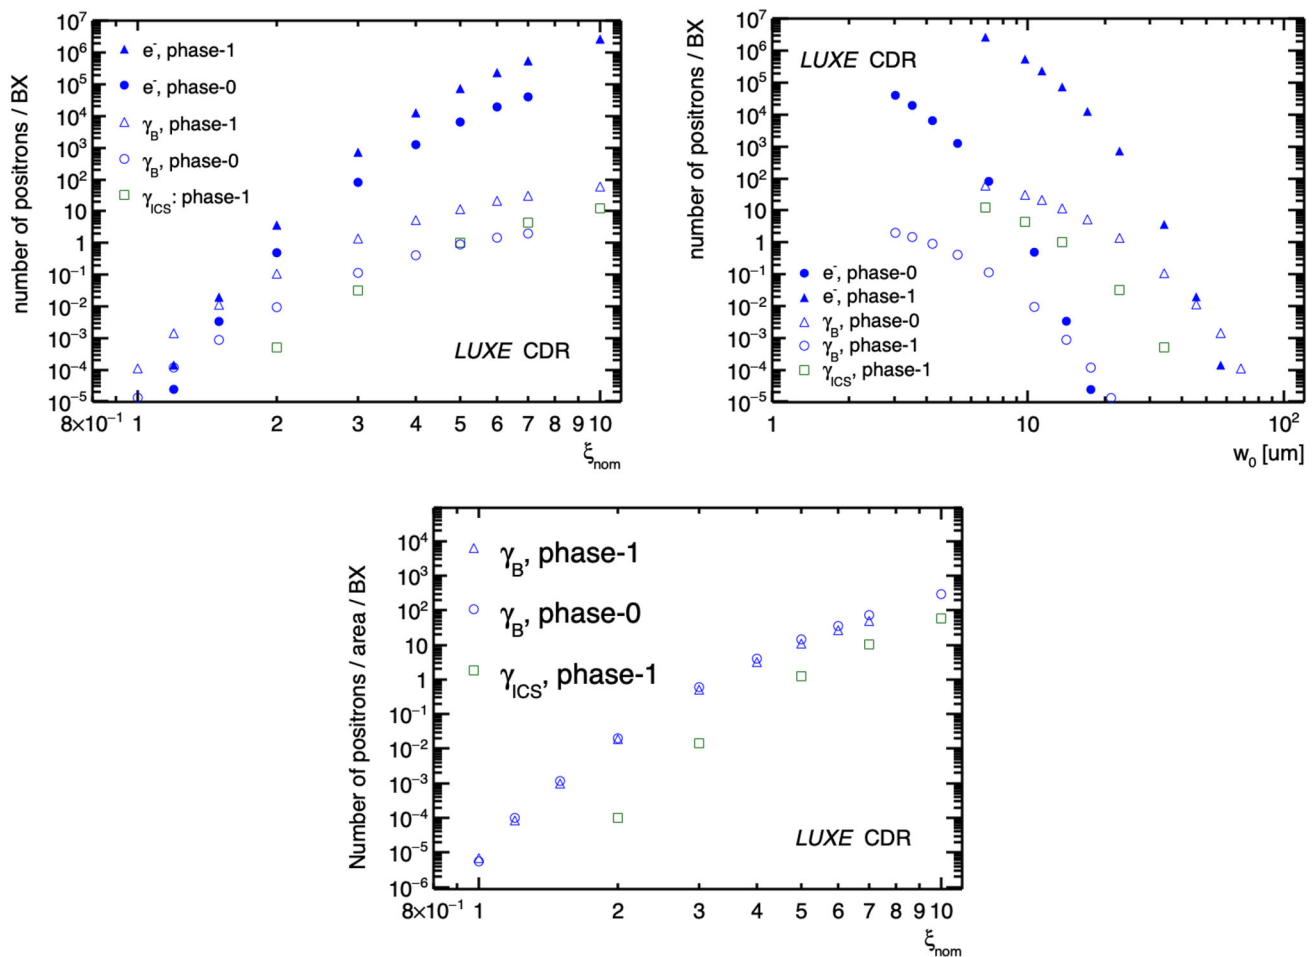 number of positrons / BX
10⁶
10⁵
10⁴
10³
10²
10
1
10⁻¹
10⁻²
10⁻³
10⁻⁴
10⁻⁵
e⁻, phase-1
e⁻, phase-0
γ_B, phase-1
γ_B, phase-0
γ_ICS: phase-1
LUXE CDR
8×10⁻¹ 1 2 3 4 5 6 7 8 9 10
ξ_nom
number of positrons / BX
10⁷
10⁶
10⁵
10⁴
10³
10²
10
1
10⁻¹
10⁻²
10⁻³
10⁻⁴
10⁻⁵
LUXE CDR
e⁻, phase-0
e⁻, phase-1
γ_B, phase-0
γ_B, phase-1
γ_ICS, phase-1
1 10 10²
w₀ [um]
Number of positrons / area / BX
10⁴
10³
10²
10
1
10⁻¹
10⁻²
10⁻³
10⁻⁴
10⁻⁵
10⁻⁶
γ_B, phase-1
γ_B, phase-0
γ_ICS, phase-1
LUXE CDR
8×10⁻¹ 1 2 3 4 5 6 7 8 9 10
ξ_nom